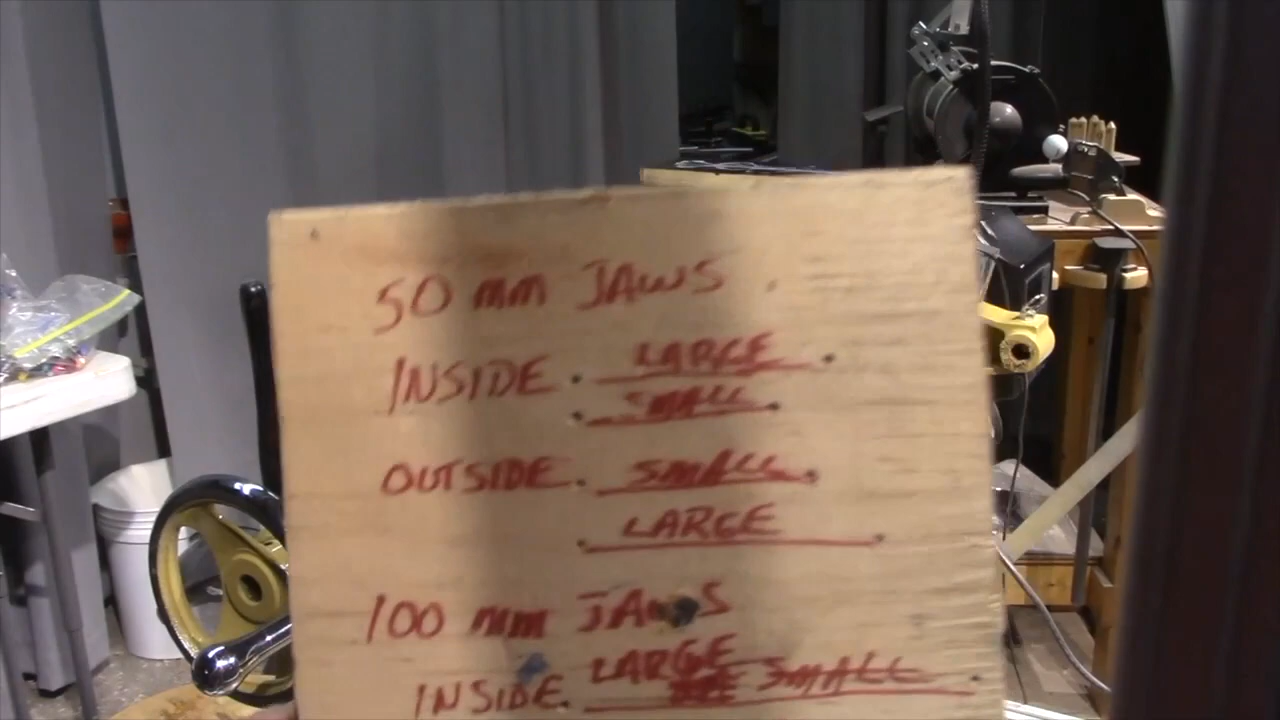 50 mm JAWS
INSIDE. LARGE
SMALL
OUTSIDE. SMALL
LARGE
100 mm JAWS
LARGE
INSIDE. SMALL